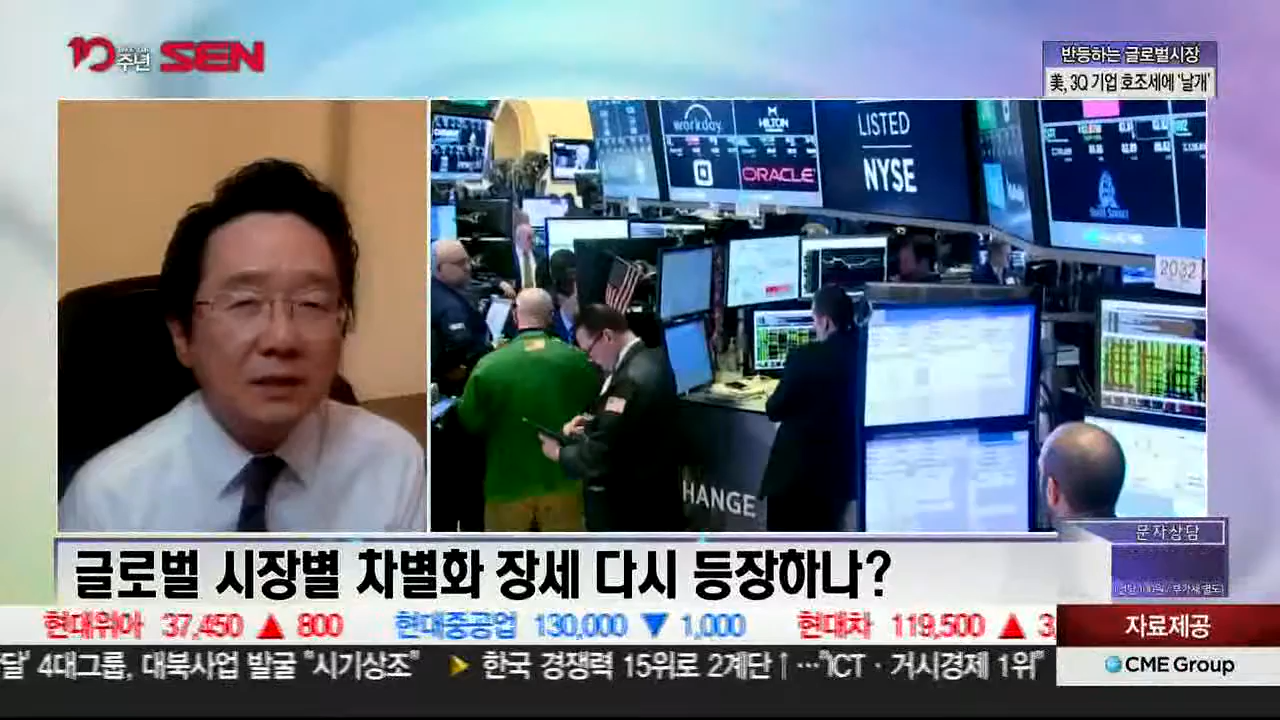 10주년 SEN
반등하는 글로벌시장
美, 3Q 기업 호조세에 '날개'
workday
HILTON
ORACLE
LISTED
NYSE
2032
HANGE
문자상담
글로벌 시장별 차별화 장세 다시 등장하나?
현대위아 37,450 ▲ 800 현대중공업 130,000 ▼ 1,000 현대차 119,500 ▲ 3
자료제공
달' 4대그룹, 대북사업 발굴 "시기상조" ▶ 한국 경쟁력 15위로 2계단↑…"ICT·거시경제 1위"
CME Group